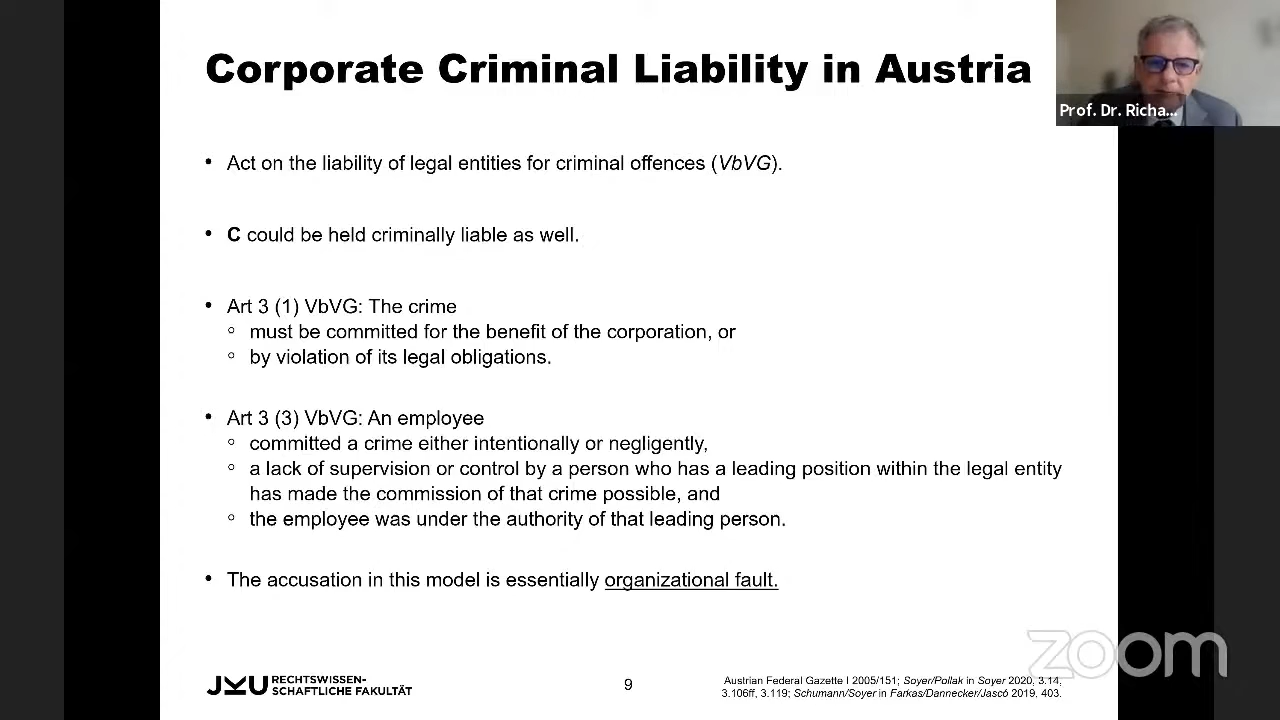 Corporate Criminal Liability in Austria
Prof. Dr. Richa...
• Act on the liability of legal entities for criminal offences (VbVG).
• C could be held criminally liable as well.
• Art 3 (1) VbVG: The crime
○ must be committed for the benefit of the corporation, or
○ by violation of its legal obligations.
• Art 3 (3) VbVG: An employee
○ committed a crime either intentionally or negligently,
○ a lack of supervision or control by a person who has a leading position within the legal entity
has made the commission of that crime possible, and
○ the employee was under the authority of that leading person.
• The accusation in this model is essentially organizational fault.
zoom
JKU RECHTSWISSEN-
SCHAFTLICHE FAKULTÄT
9
Austrian Federal Gazette I 2005/151; Soyer/Pollak in Soyer 2020, 3.14,
3.106ff, 3.119; Schumann/Soyer in Farkas/Dannecker/Jascó 2019, 403.